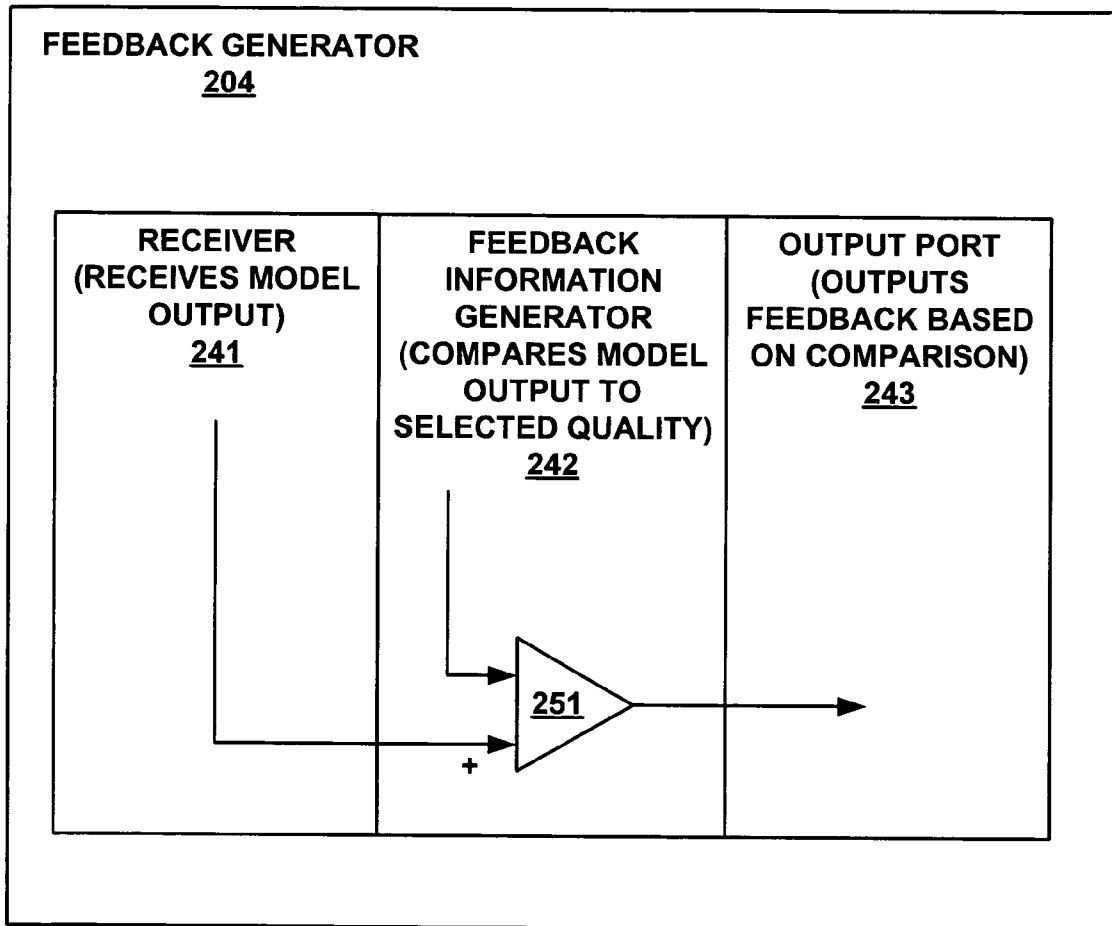 FEEDBACK GENERATOR
204
RECEIVER
(RECEIVES MODEL
OUTPUT)
241
FEEDBACK
INFORMATION
GENERATOR
(COMPARES MODEL
OUTPUT TO
SELECTED QUALITY)
242
OUTPUT PORT
(OUTPUTS
FEEDBACK BASED
ON COMPARISON)
243
251
+